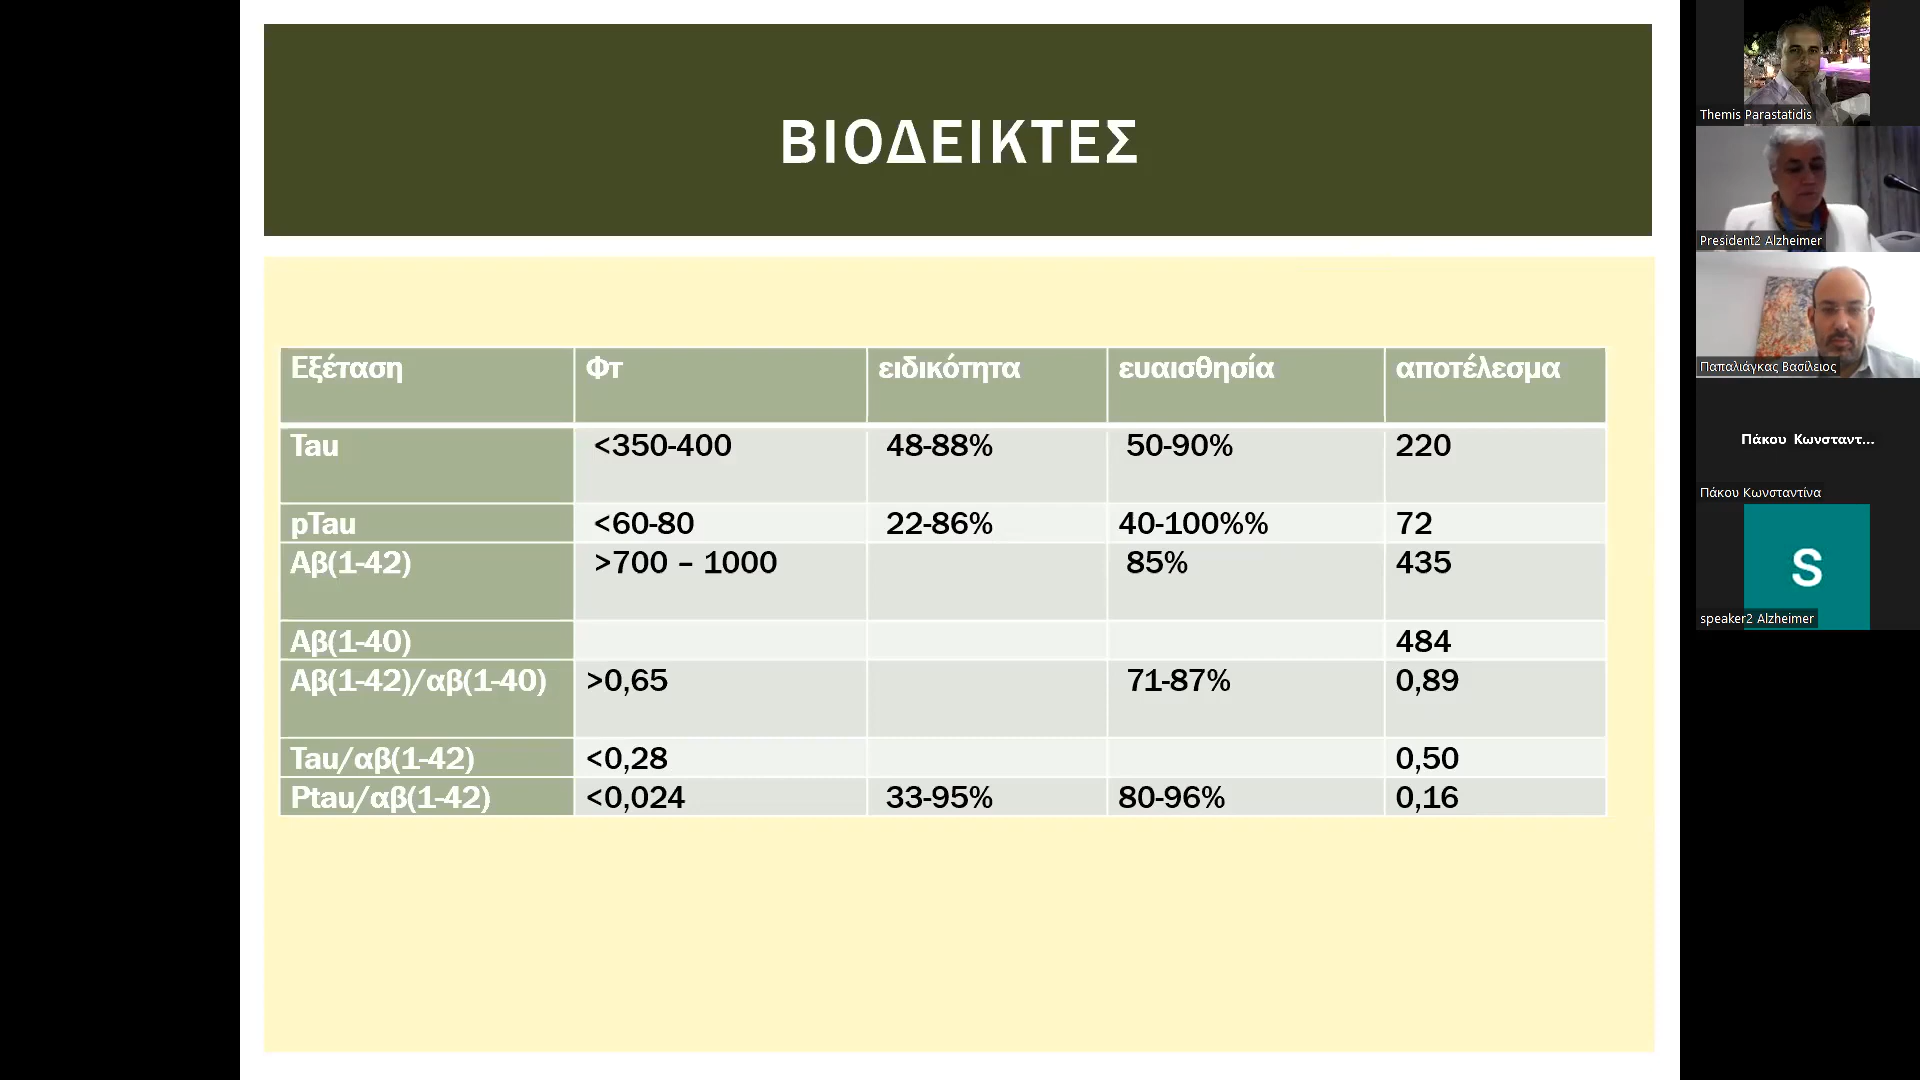 ΒΙΟΔΕΙΚΤΕΣ
Εξέταση Φτ ειδικότητα ευαισθησία αποτέλεσμα
Tau <350-400 48-88% 50-90% 220
pTau <60-80 22-86% 40-100%% 72
Αβ(1-42) >700 – 1000 85% 435
Αβ(1-40) 484
Αβ(1-42)/αβ(1-40) >0,65 71-87% 0,89
Tau/αβ(1-42) <0,28 0,50
Ptau/αβ(1-42) <0,024 33-95% 80-96% 0,16
Themis Parastatidis
President2 Alzheimer
Παπαλιάγκας Βασίλειος
Πάκου Κωνσταντ...
Πάκου Κωνσταντίνα
S
speaker2 Alzheimer